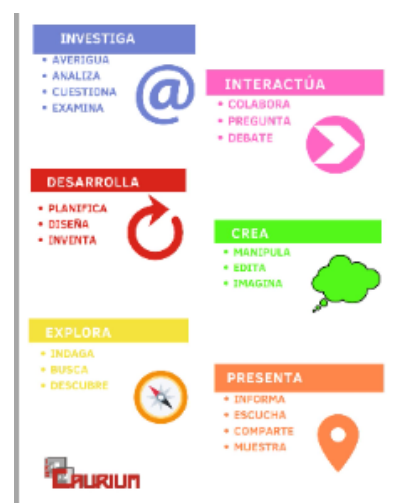 INVESTIGA
• AVERIGUA
• ANALIZA
• CUESTIONA
• EXAMINA
@
INTERACTÚA
• COLABORA
• PREGUNTA
• DEBATE
DESARROLLA
• PLANIFICA
• DISEÑA
• INVENTA
CREA
• MANIPULA
• EDITA
• IMAGINA
EXPLORA
• INDAGA
• BUSCA
• DESCUBRE
PRESENTA
• INFORMA
• ESCUCHA
• COMPARTE
• MUESTRA
CAURIUM